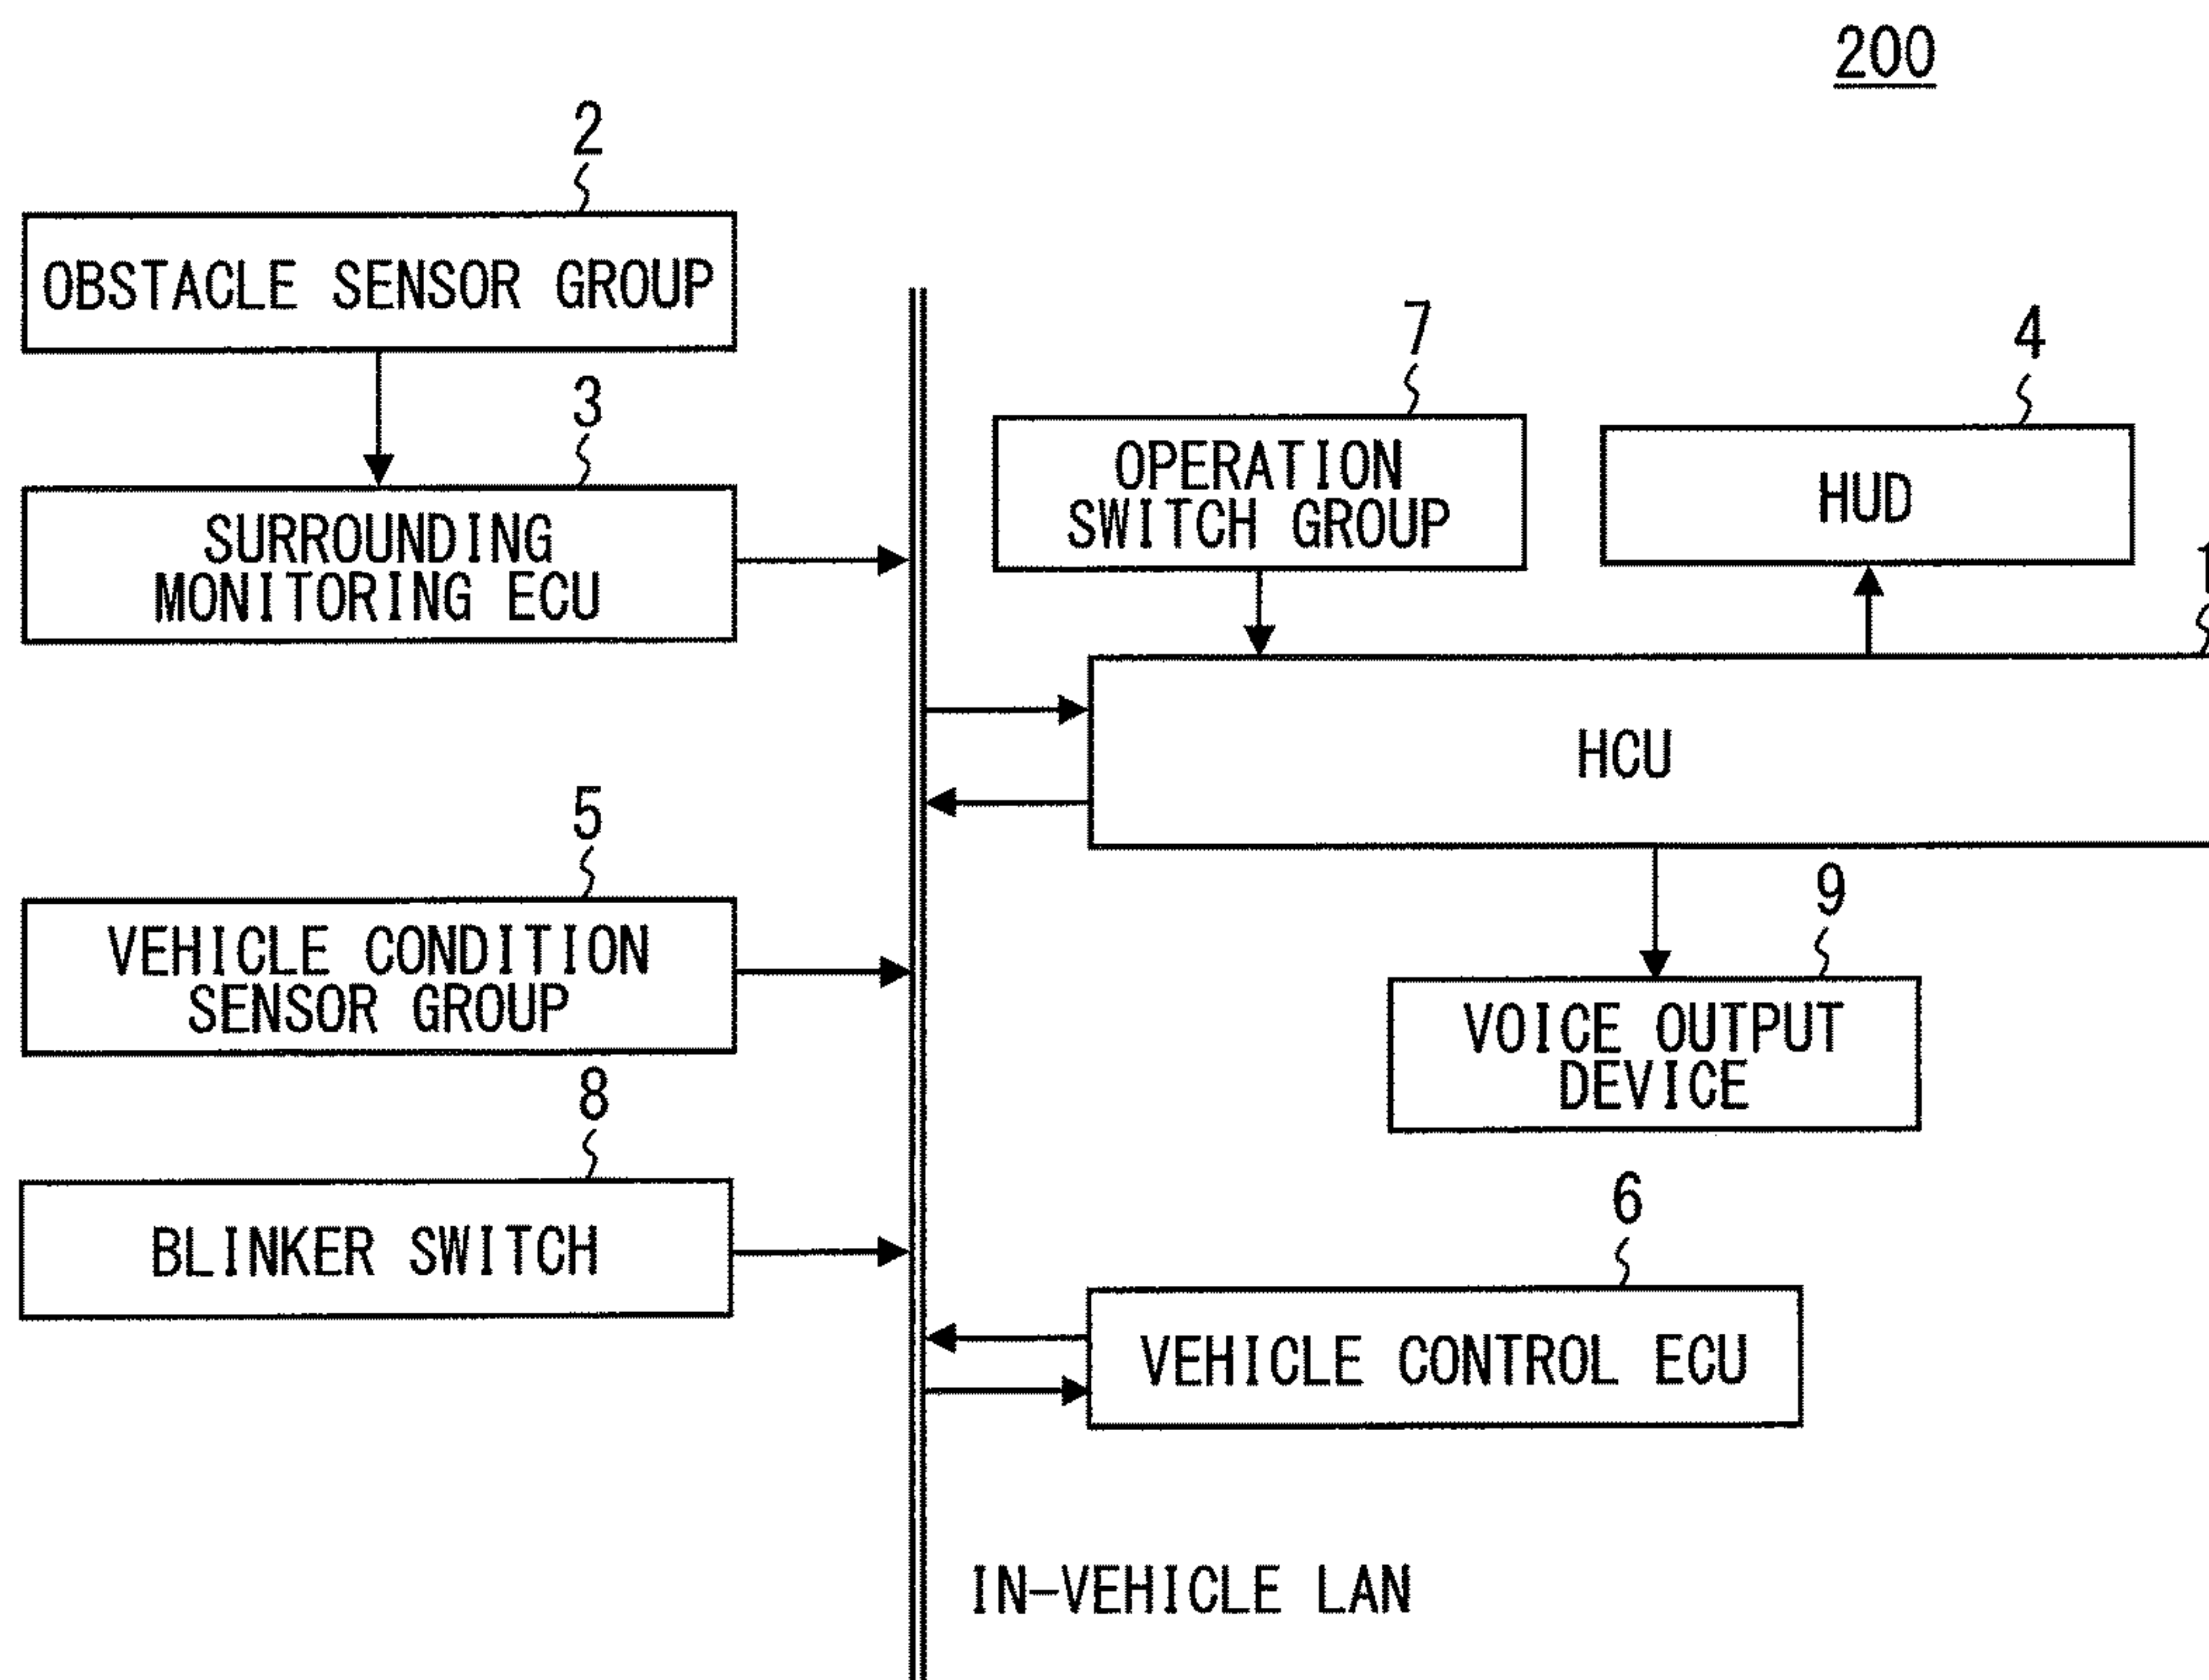 200
2
OBSTACLE SENSOR GROUP
3
SURROUNDING
MONITORING ECU
7
OPERATION
SWITCH GROUP
4
HUD
1
HCU
5
VEHICLE CONDITION
SENSOR GROUP
9
VOICE OUTPUT
DEVICE
8
BLINKER SWITCH
6
VEHICLE CONTROL ECU
IN-VEHICLE LAN